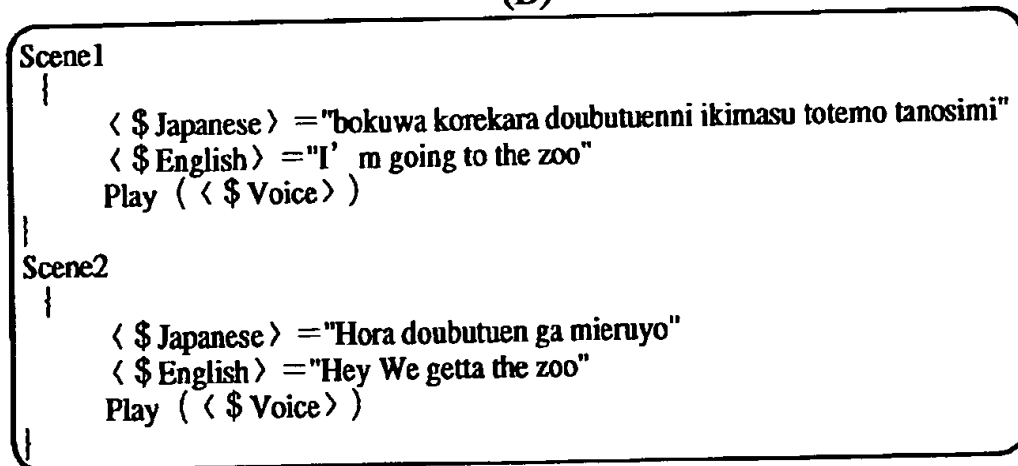 (D)
Scene1
{
〈 $ Japanese 〉 ="bokuwa korekara doubutuenni ikimasu totemo tanosimi"
〈 $ English 〉 ="I' m going to the zoo"
Play ( 〈 $ Voice 〉 )
}
Scene2
{
〈 $ Japanese 〉 ="Hora doubutuen ga mieruyo"
〈 $ English 〉 ="Hey We getta the zoo"
Play ( 〈 $ Voice 〉 )
}